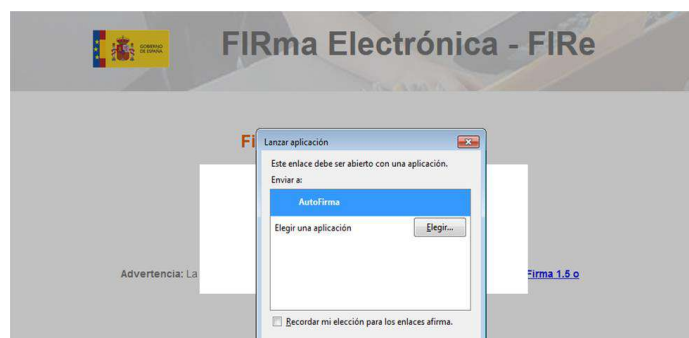 GOBIERNO
DE ESPAÑA
FIRma Electrónica - FIRe
Fi
Lanzar aplicación
Este enlace debe ser abierto con una aplicación.
Enviar a:
AutoFirma
Elegir una aplicación
Elegir...
Advertencia: La
Firma 1.5 o
Recordar mi elección para los enlaces afirma.